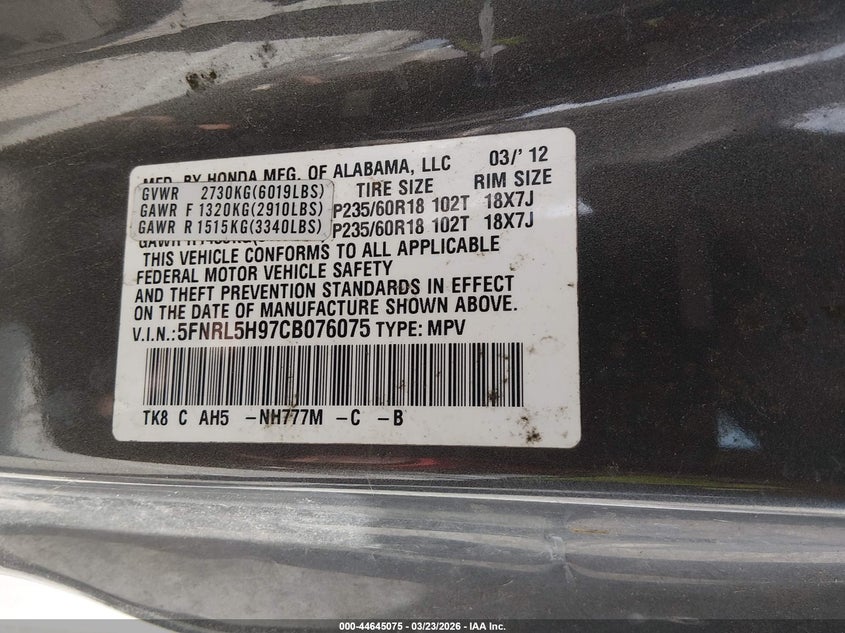 MFD. BY HONDA MFG. OF ALABAMA, LLC 03/' 12
GVWR 2730KG(6019LBS) TIRE SIZE RIM SIZE
GAWR F 1320KG(2910LBS) P235/60R18 102T 18X7J
GAWR R 1515KG(3340LBS) P235/60R18 102T 18X7J
THIS VEHICLE CONFORMS TO ALL APPLICABLE
FEDERAL MOTOR VEHICLE SAFETY
AND THEFT PREVENTION STANDARDS IN EFFECT
ON THE DATE OF MANUFACTURE SHOWN ABOVE.
V.I.N.:5FNRL5H97CB076075 TYPE: MPV
TK8 C AH5 -NH777M -C -B
000-44645075 — 03/23/2026 — IAA Inc.